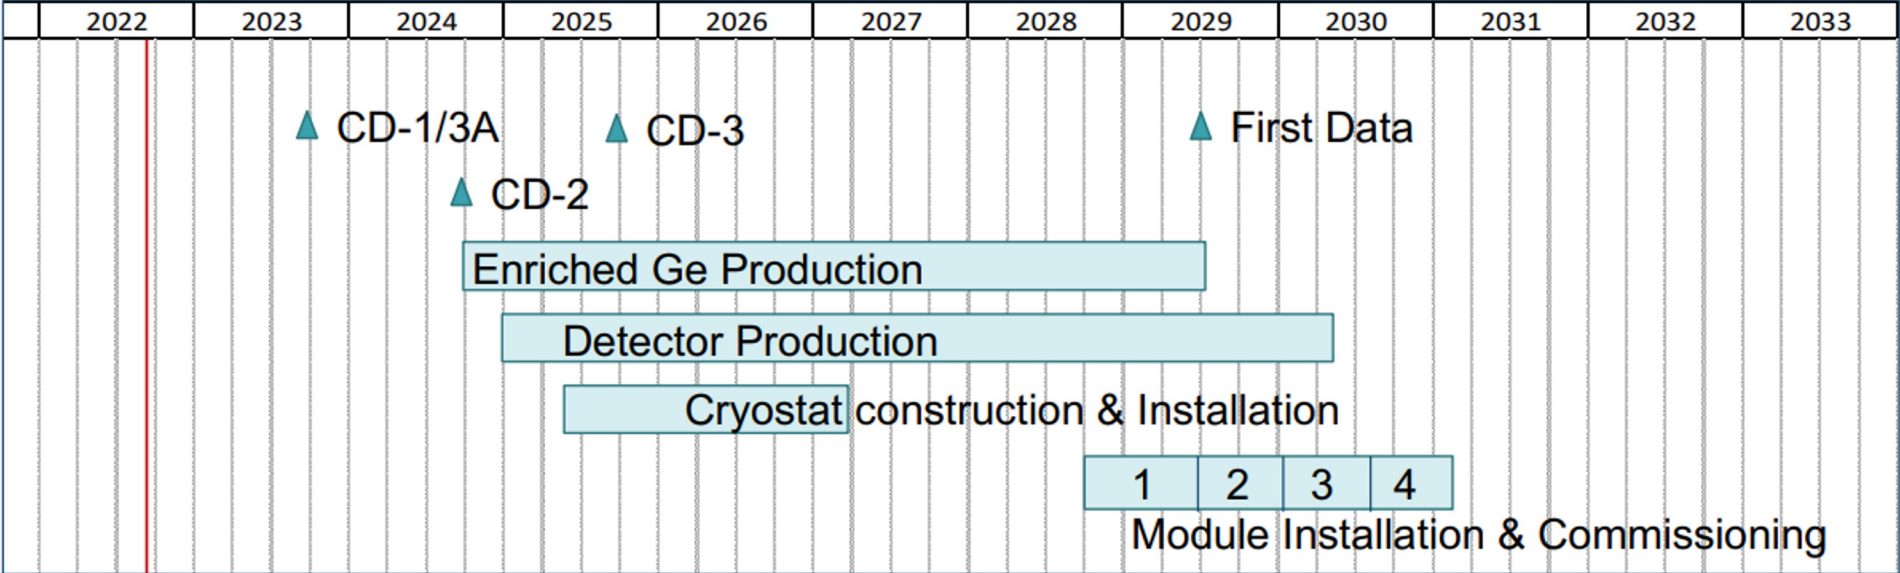 2022 2023 2024 2025 2026 2027 2028 2029 2030 2031 2032 2033
CD-1/3A CD-3 First Data
CD-2
Enriched Ge Production
Detector Production
Cryostat construction & Installation
1 2 3 4
Module Installation & Commissioning